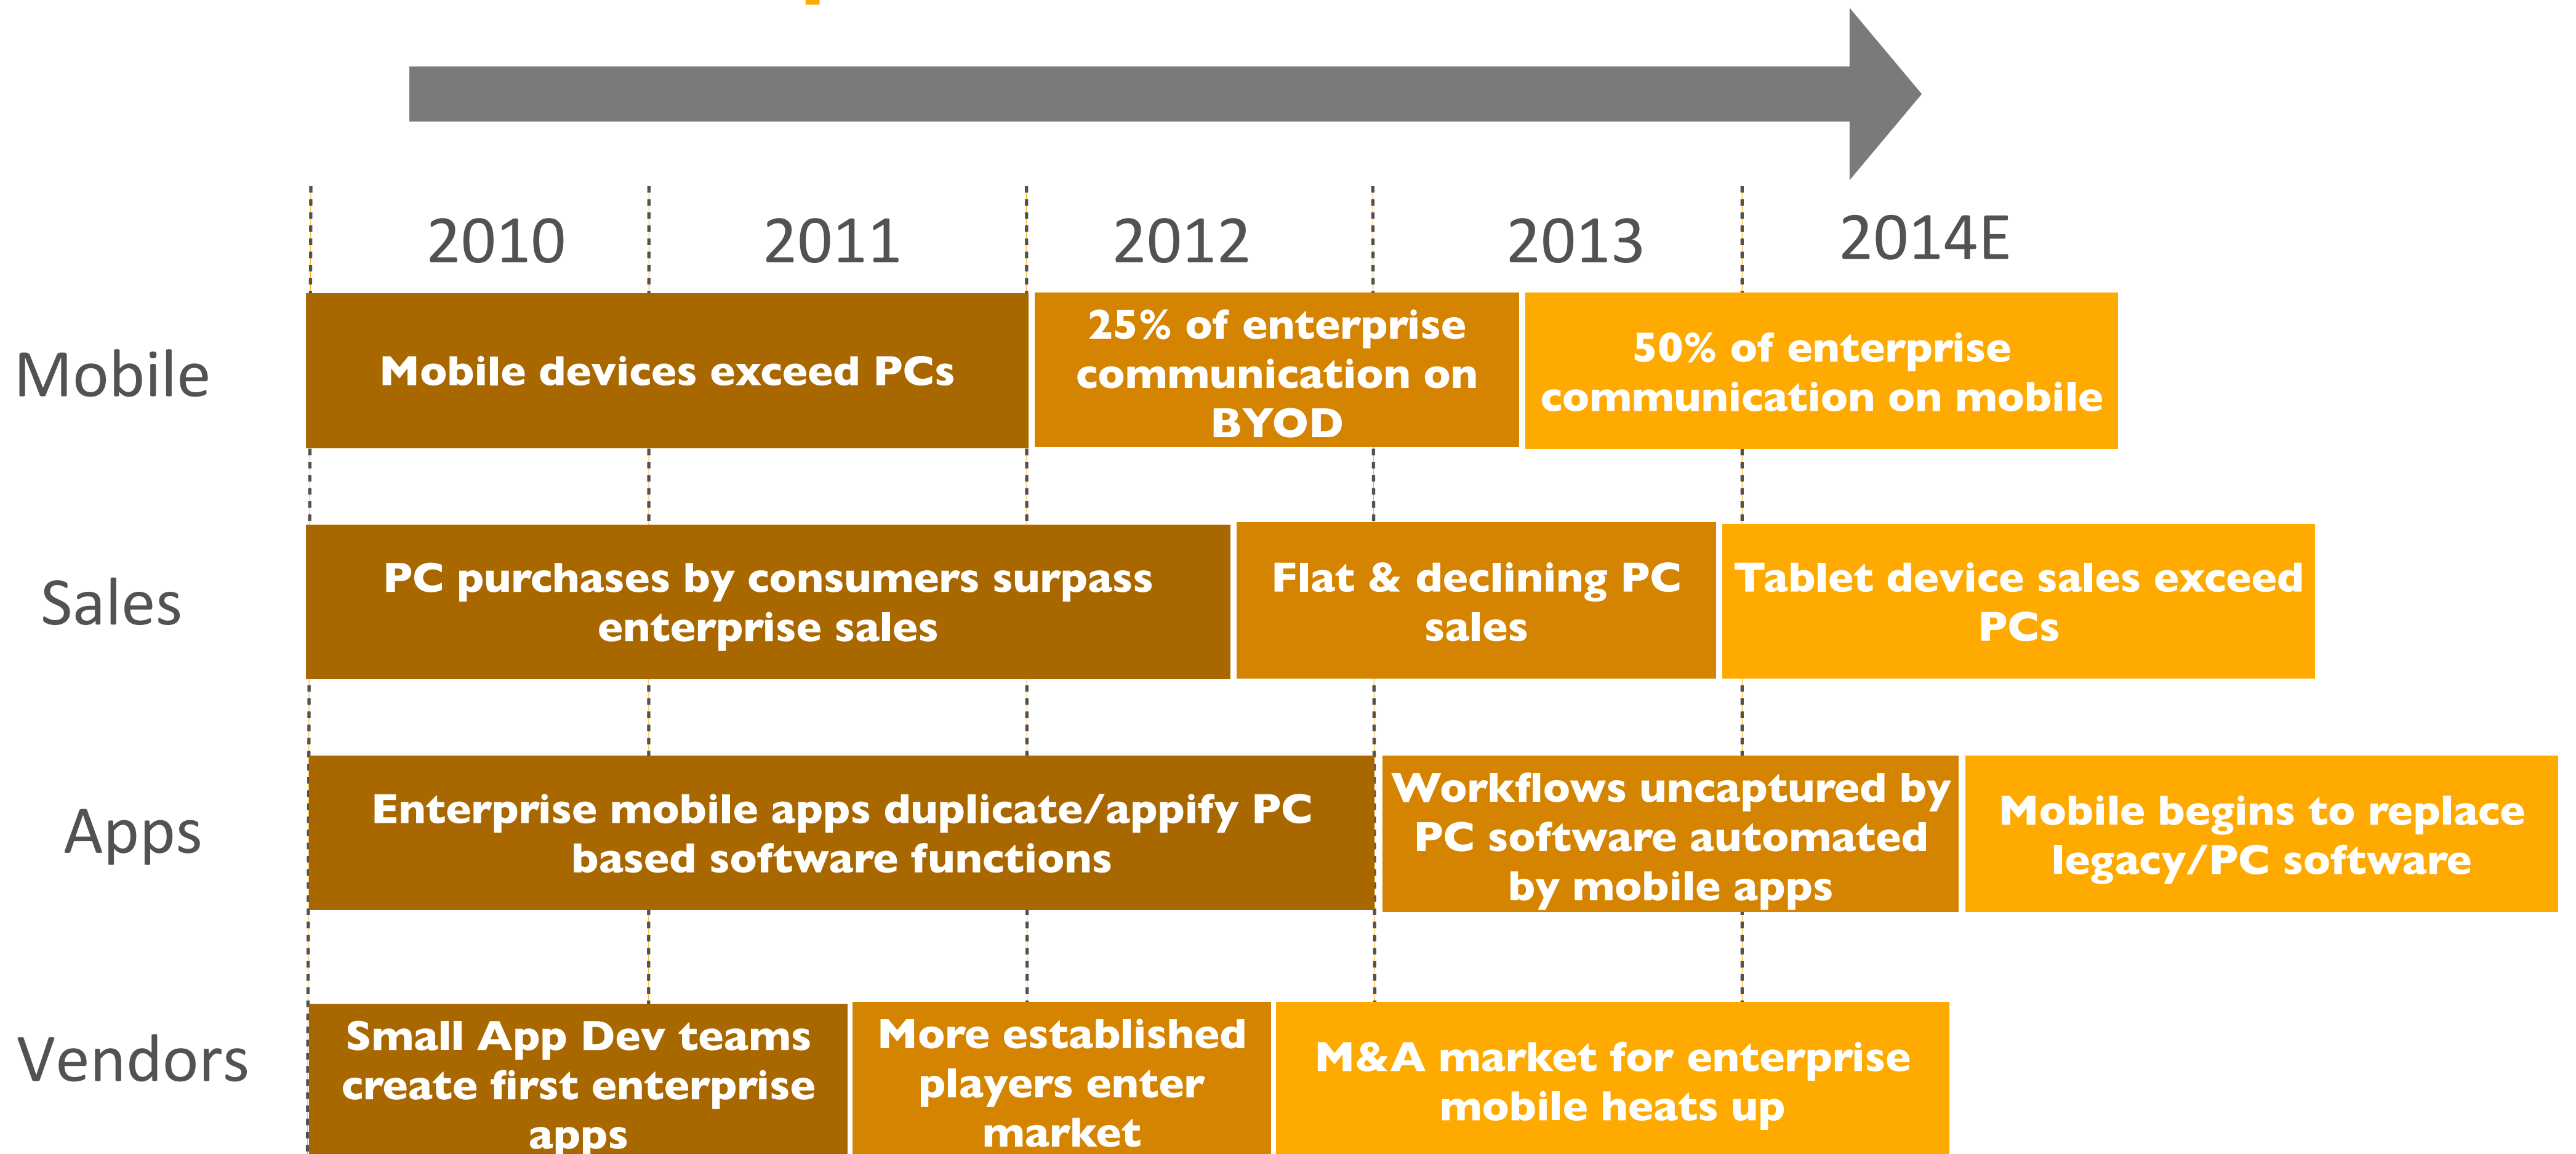 2010
2011
2012
2013
2014E
Mobile
Mobile devices exceed PCs
25% of enterprise
communication on
BYOD
50% of enterprise
communication on mobile
Sales
PC purchases by consumers surpass
enterprise sales
Flat & declining PC
sales
Tablet device sales exceed
PCs
Apps
Enterprise mobile apps duplicate/appify PC
based software functions
Workflows uncaptured by
PC software automated
by mobile apps
Mobile begins to replace
legacy/PC software
Vendors
Small App Dev teams
create first enterprise
apps
More established
players enter
market
M&A market for enterprise
mobile heats up